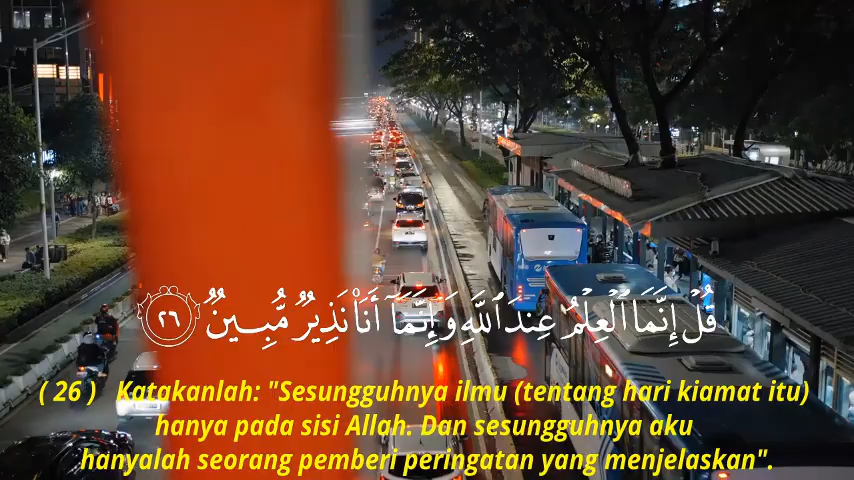 قُلْ إِنَّمَا ٱلْعِلْمُ عِندَ ٱللَّهِ وَإِنَّمَآ أَنَا۠ نَذِيرٌ مُّبِينٌ ٢٦
( 26 ) Katakanlah: "Sesungguhnya ilmu (tentang hari kiamat itu)
hanya pada sisi Allah. Dan sesungguhnya aku
hanyalah seorang pemberi peringatan yang menjelaskan".